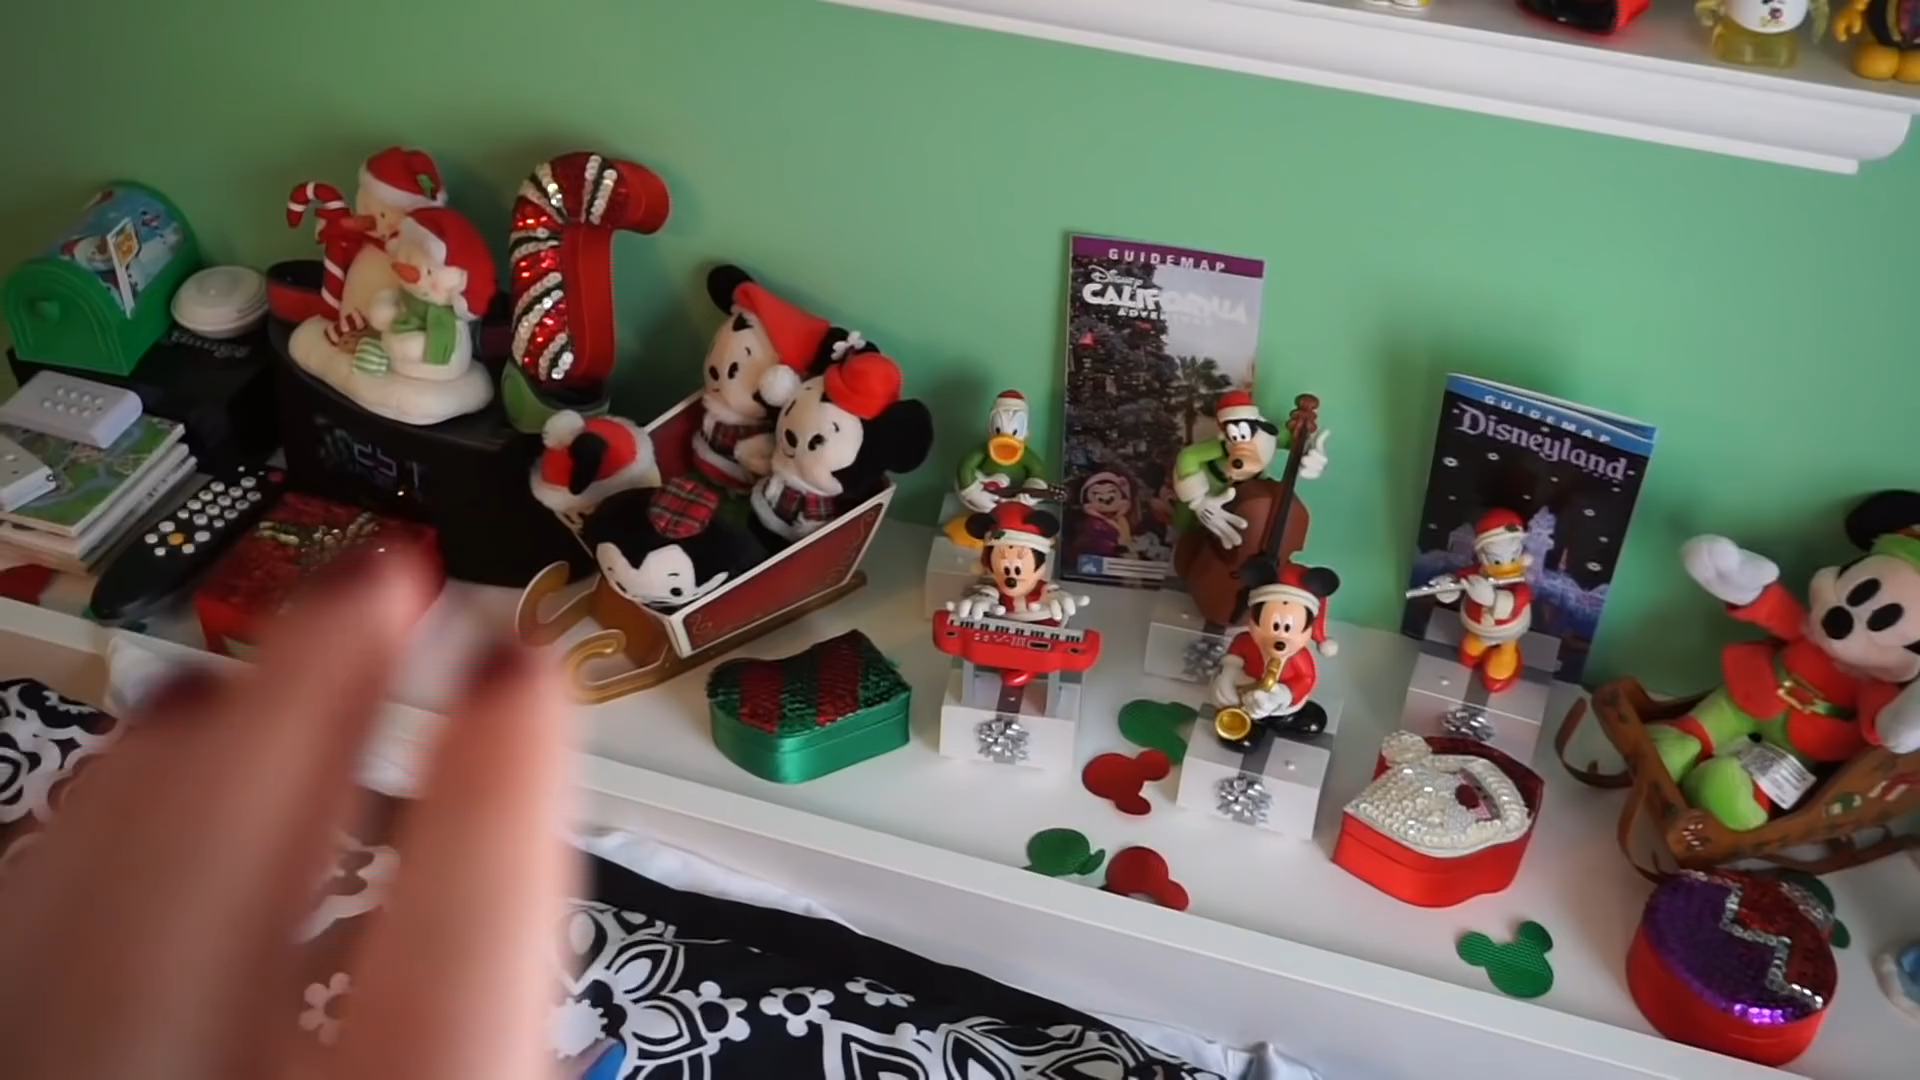 GUIDEMAP
Disney
CALIFORNIA
ADVENTURE
GUIDEMAP
Disneyland